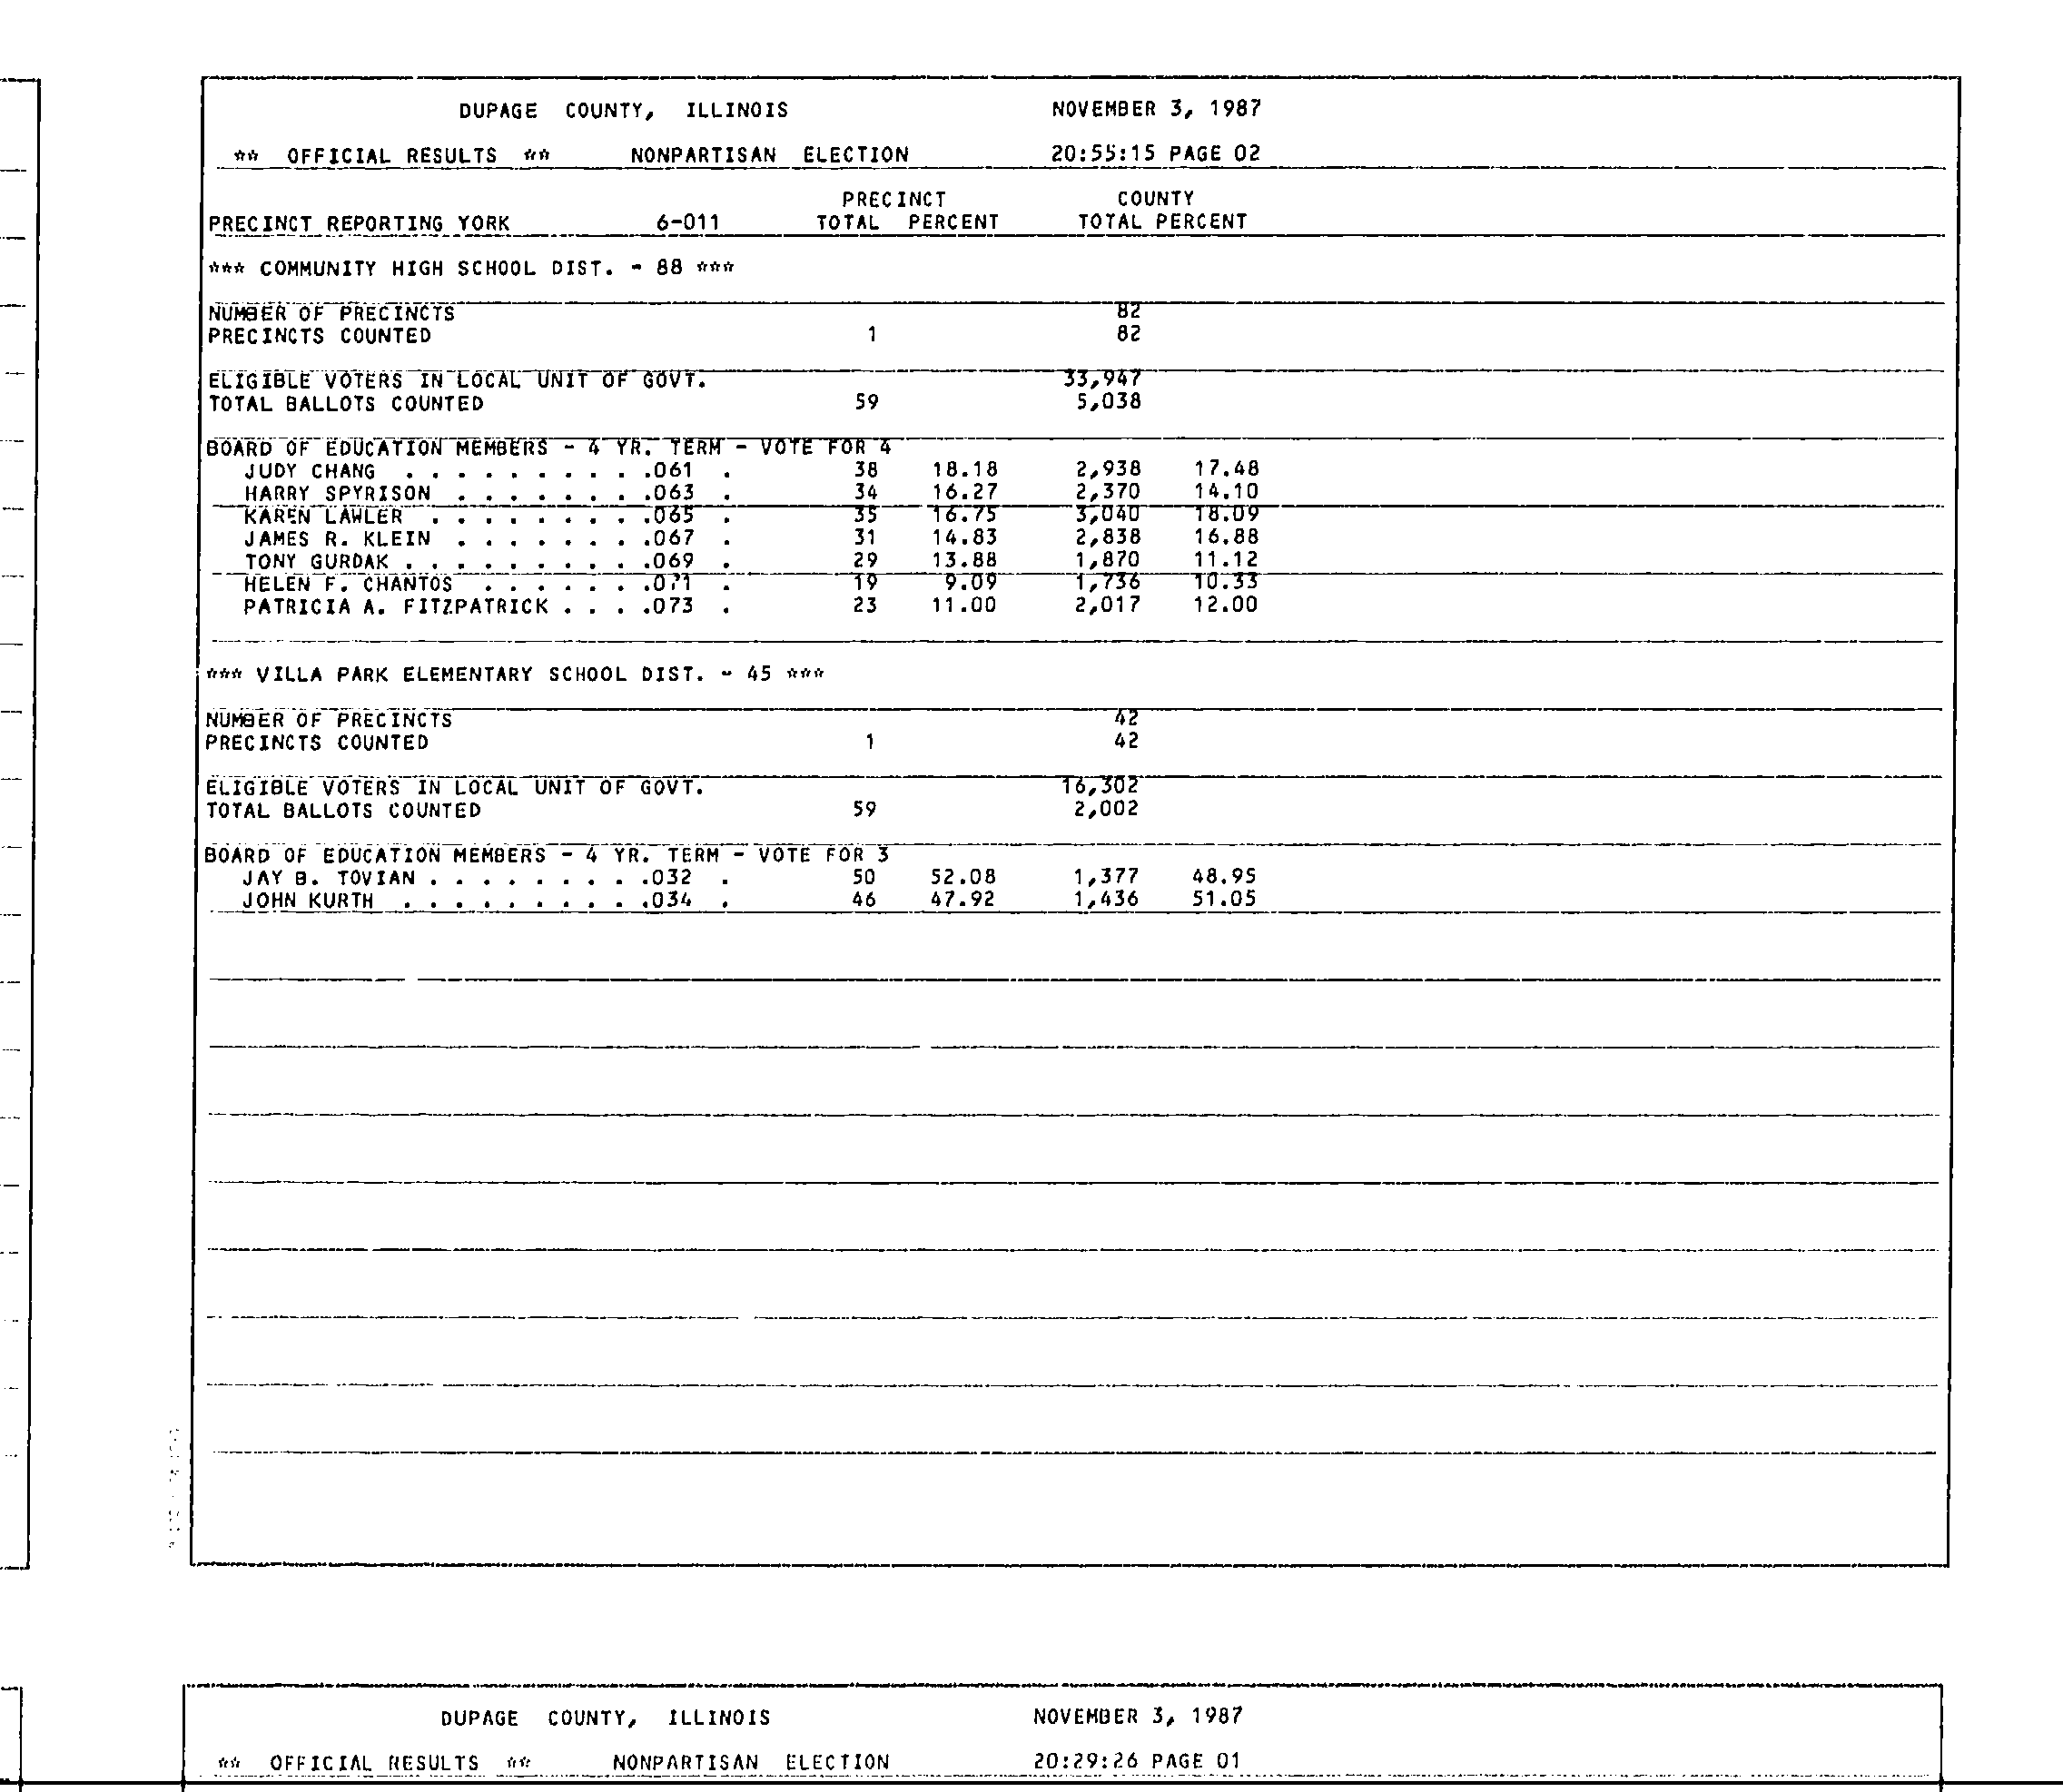 DUPAGE COUNTY, ILLINOIS NOVEMBER 3, 1987
** OFFICIAL RESULTS ** NONPARTISAN ELECTION 20:55:15 PAGE 02
PRECINCT COUNTY
PRECINCT REPORTING YORK 6-011 TOTAL PERCENT TOTAL PERCENT
*** COMMUNITY HIGH SCHOOL DIST. - 88 ***
NUMBER OF PRECINCTS 82
PRECINCTS COUNTED 1 82
ELIGIBLE VOTERS IN LOCAL UNIT OF GOVT. 33,947
TOTAL BALLOTS COUNTED 59 5,038
BOARD OF EDUCATION MEMBERS - 4 YR. TERM - VOTE FOR 4
JUDY CHANG . . . . . . . . . .061 . 38 18.18 2,938 17.48
HARRY SPYRISON . . . . . . . .063 . 34 16.27 2,370 14.10
KAREN LAWLER . . . . . . . . .065 . 35 16.75 3,040 18.09
JAMES R. KLEIN . . . . . . . .067 . 31 14.83 2,838 16.88
TONY GURDAK . . . . . . . . . .069 . 29 13.88 1,870 11.12
HELEN F. CHANTOS . . . . . . .071 . 19 9.09 1,736 10.33
PATRICIA A. FITZPATRICK . . . .073 . 23 11.00 2,017 12.00
*** VILLA PARK ELEMENTARY SCHOOL DIST. - 45 ***
NUMBER OF PRECINCTS 42
PRECINCTS COUNTED 1 42
ELIGIBLE VOTERS IN LOCAL UNIT OF GOVT. 16,302
TOTAL BALLOTS COUNTED 59 2,002
BOARD OF EDUCATION MEMBERS - 4 YR. TERM - VOTE FOR 3
JAY B. TOVIAN . . . . . . . . .032 . 50 52.08 1,377 48.95
JOHN KURTH . . . . . . . . . .034 . 46 47.92 1,436 51.05
DUPAGE COUNTY, ILLINOIS NOVEMBER 3, 1987
** OFFICIAL RESULTS ** NONPARTISAN ELECTION 20:29:26 PAGE 01